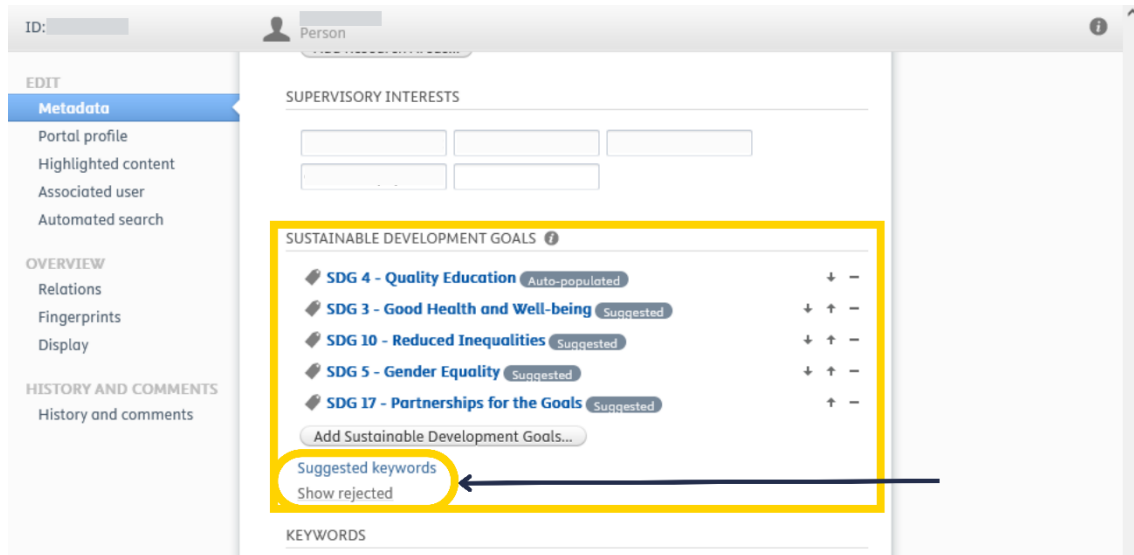 ID:
Person
EDIT
Metadata
Portal profile
Highlighted content
Associated user
Automated search
OVERVIEW
Relations
Fingerprints
Display
HISTORY AND COMMENTS
History and comments
SUPERVISORY INTERESTS
SUSTAINABLE DEVELOPMENT GOALS
SDG 4 - Quality Education Auto-populated
SDG 3 - Good Health and Well-being Suggested
SDG 10 - Reduced Inequalities Suggested
SDG 5 - Gender Equality Suggested
SDG 17 - Partnerships for the Goals Suggested
Add Sustainable Development Goals...
Suggested keywords
Show rejected
KEYWORDS